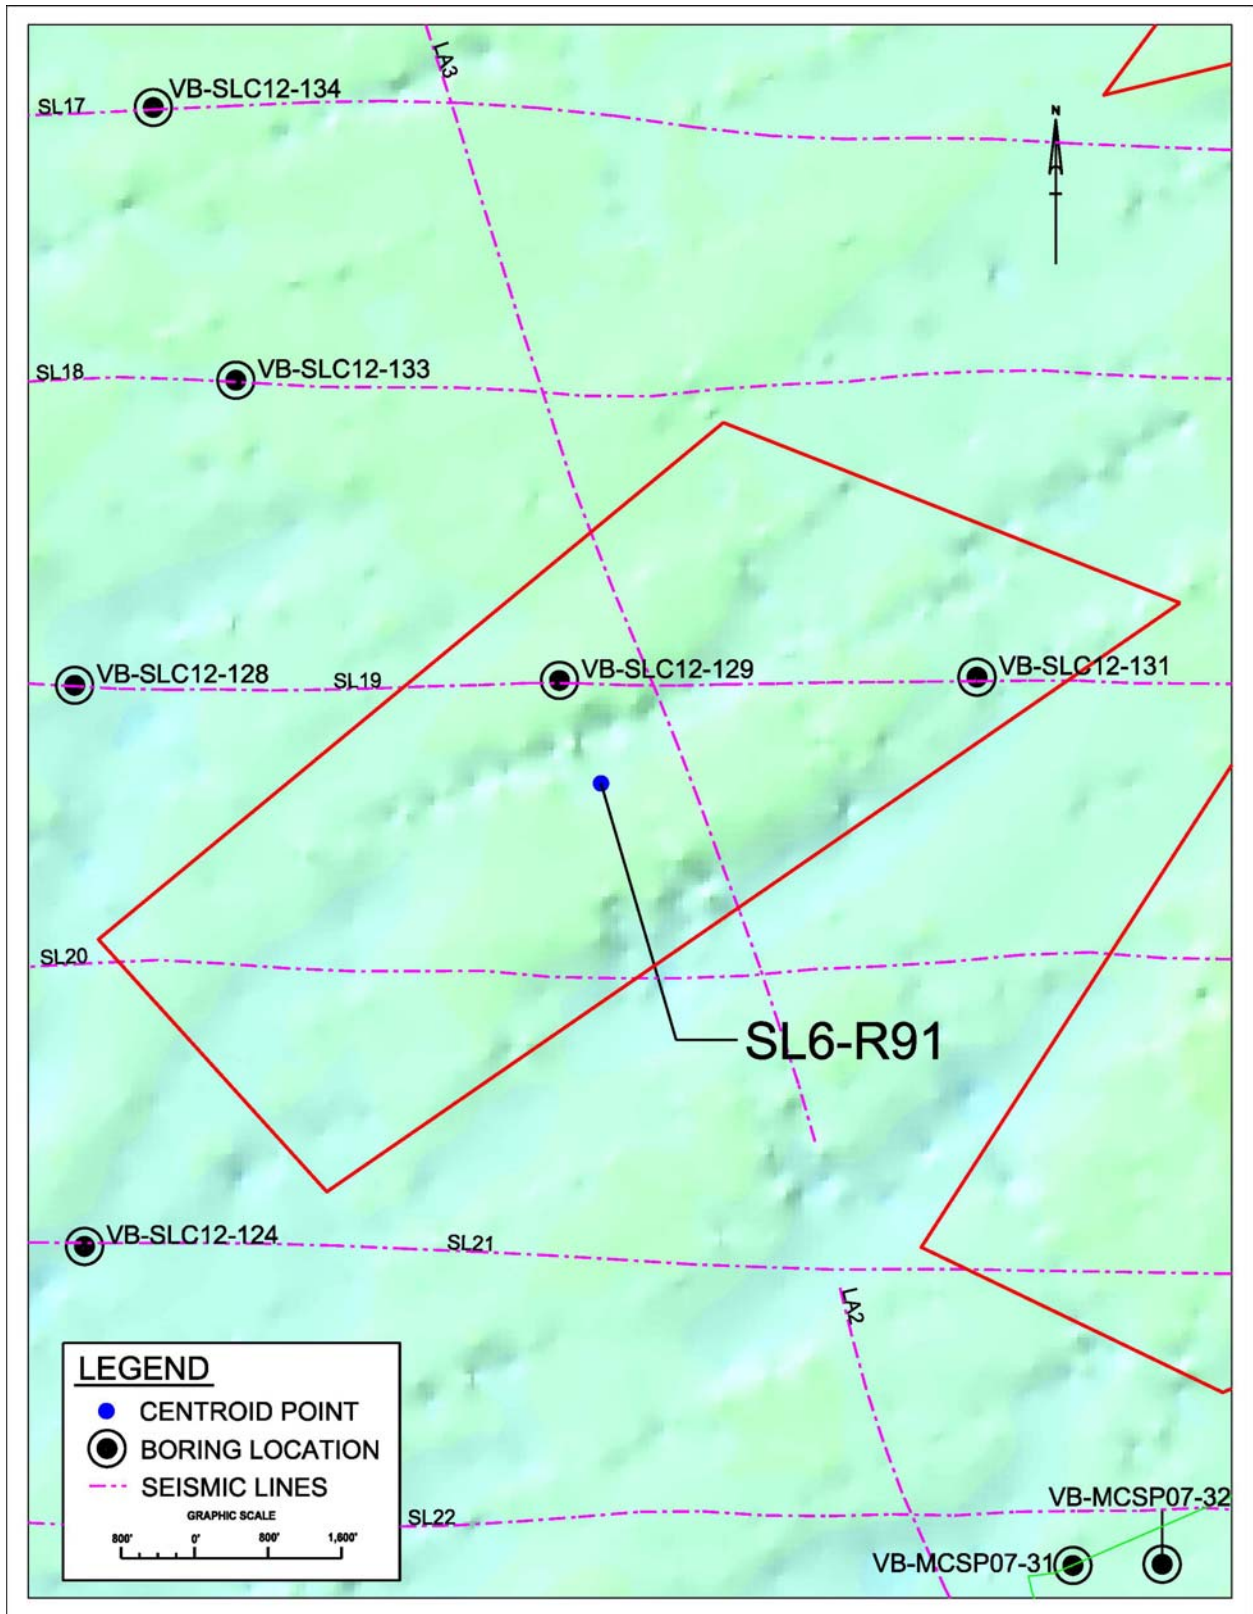 LA3
VB-SLC12-134
SL17
N
VB-SLC12-133
SL18
VB-SLC12-128
SL19
VB-SLC12-129
VB-SLC12-131
SL20
SL6-R91
VB-SLC12-124
SL21
LA2
LEGEND
CENTROID POINT
BORING LOCATION
SEISMIC LINES
GRAPHIC SCALE
800' 0' 800' 1,600'
SL22
VB-MCSP07-32
VB-MCSP07-31